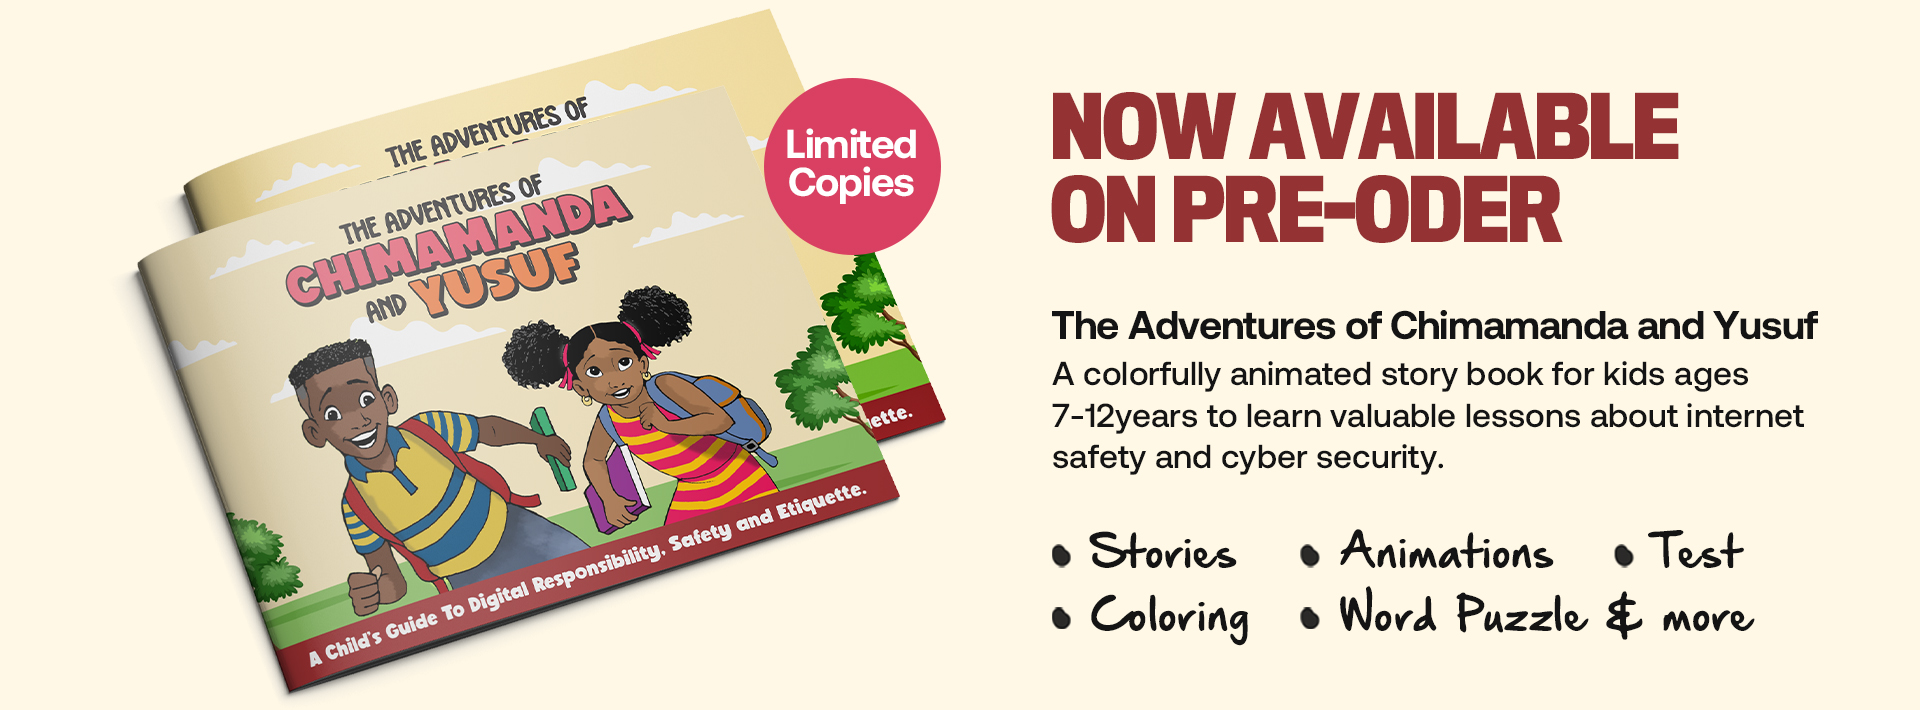 THE ADVENTURES OF
THE ADVENTURES OF
CHIMAMANDA
AND YUSUF
A Child's Guide To Digital Responsibility, Safety and Etiquette.
Limited
Copies
NOW AVAILABLE
ON PRE-ODER
The Adventures of Chimamanda and Yusuf
A colorfully animated story book for kids ages
7-12years to learn valuable lessons about internet
safety and cyber security.
• Stories • Animations • Test
• Coloring • Word Puzzle & more